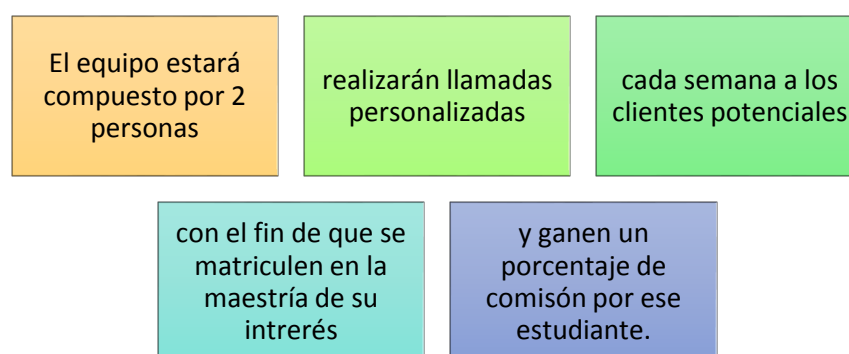 El equipo estará
compuesto por 2
personas
realizarán llamadas
personalizadas
cada semana a los
clientes potenciales
con el fin de que se
matriculen en la
maestría de su
intrerés
y ganen un
porcentaje de
comisón por ese
estudiante.